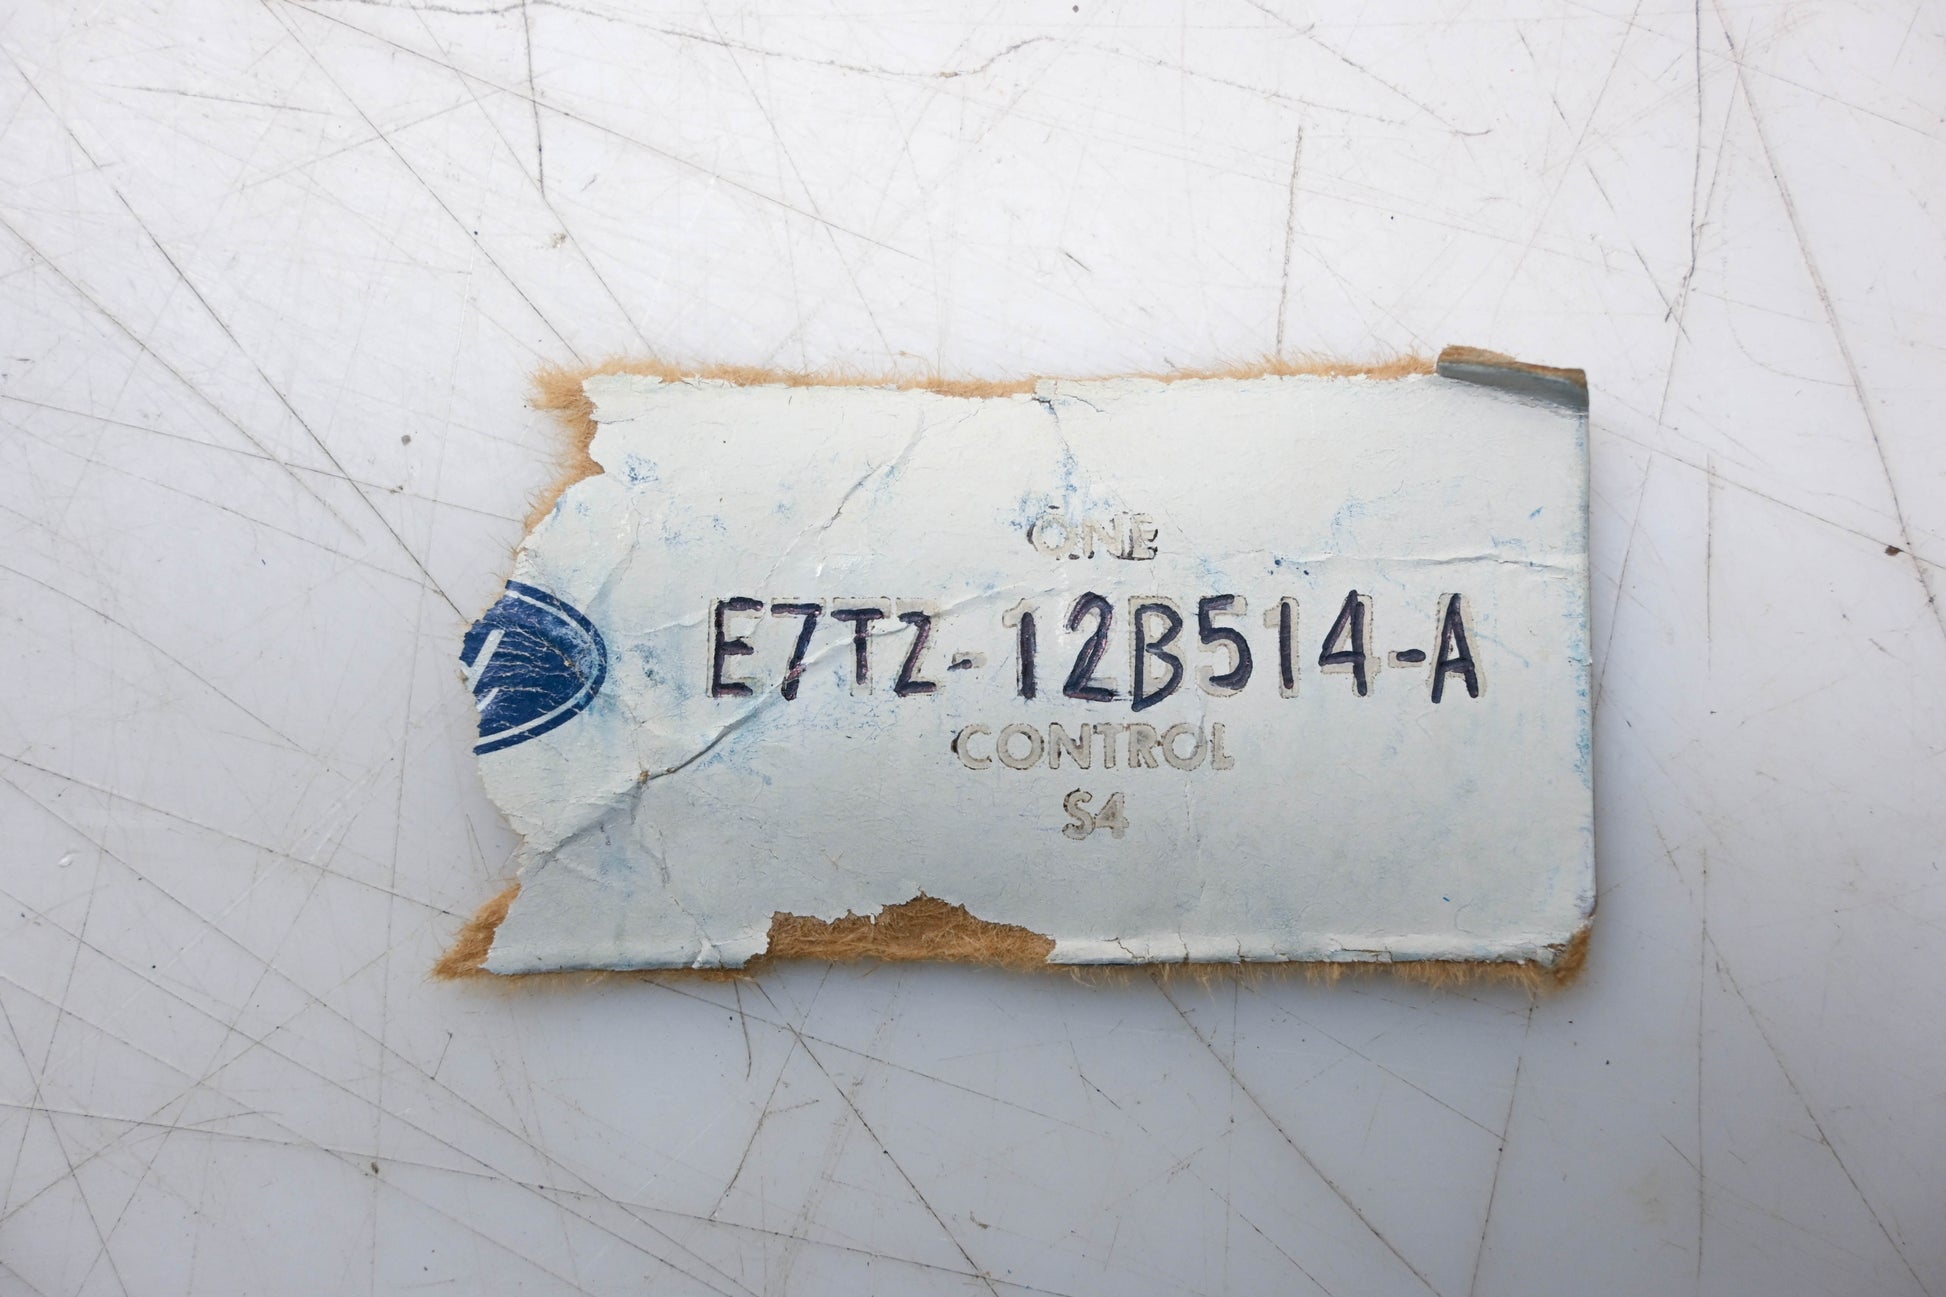 ONE
E7TZ-12B514-A
CONTROL
S4